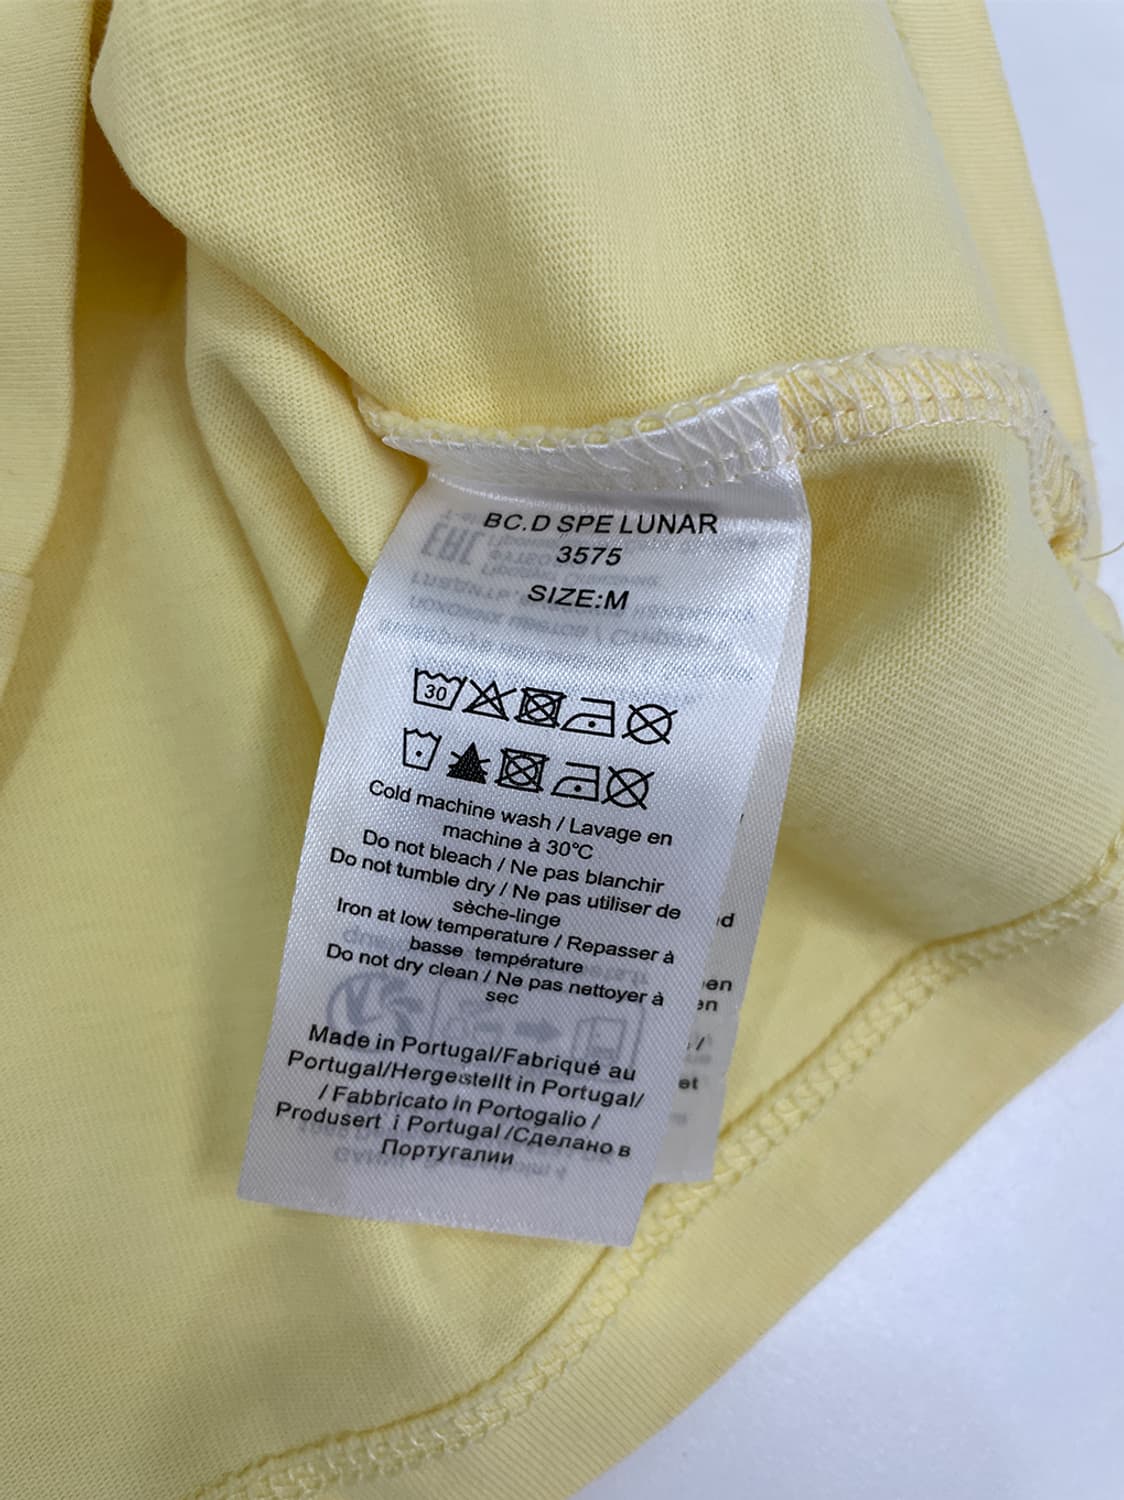 BC.D SPE LUNAR
3575
SIZE:M
30
Cold machine wash / Lavage en
machine à 30°C
Do not bleach / Ne pas blanchir
Do not tumble dry / Ne pas utiliser de
sèche-linge
Iron at low temperature / Repasser à
basse température
Do not dry clean / Ne pas nettoyer à
sec
Made in Portugal/Fabriqué au
Portugal/Hergestellt in Portugal/
/ Fabbricato in Portogalio /
Produsert i Portugal /Сделано в
Португалии